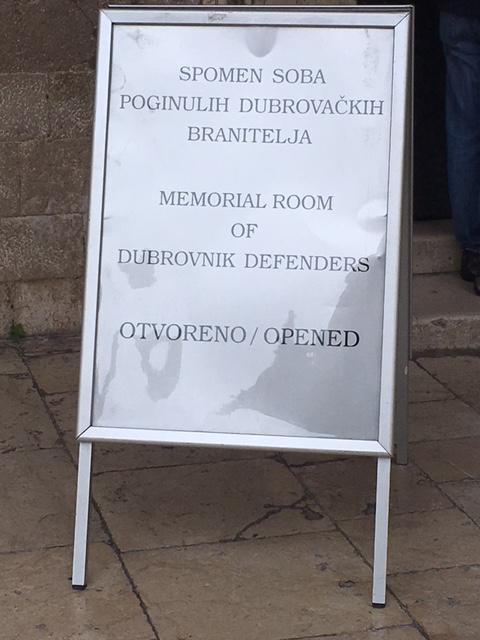 SPOMEN SOBA
POGINULIH DUBROVAČKIH
BRANITELJA
MEMORIAL ROOM
OF
DUBROVNIK DEFENDERS
OTVORENO / OPENED